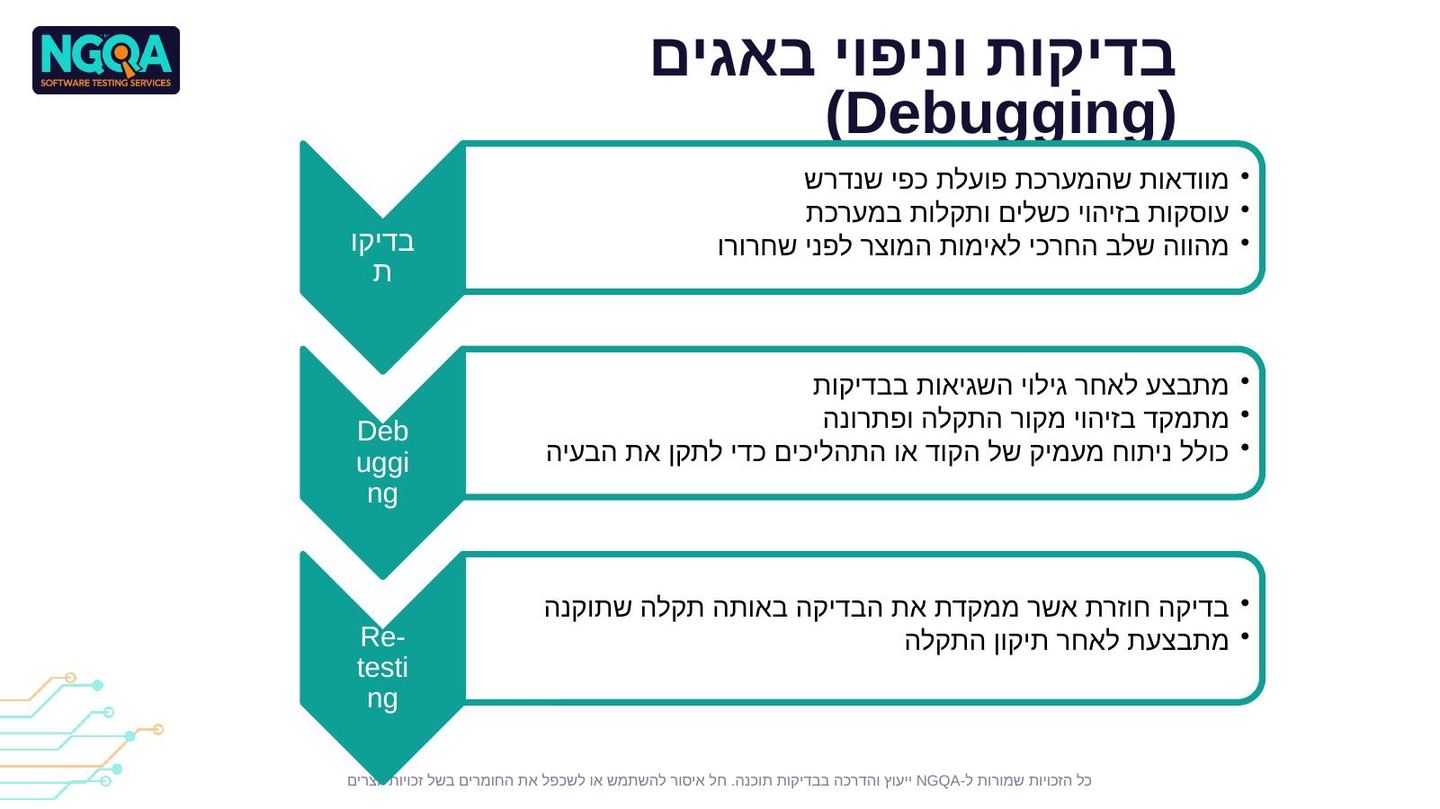 NGQA
SOFTWARE TESTING SERVICES
בדיקות וניפוי באגים
(Debugging)
בדיקו
ת
• מוודאות שהמערכת פועלת כפי שנדרש
• עוסקות בזיהוי כשלים ותקלות במערכת
• מהווה שלב החרכי לאימות המוצר לפני שחרורו
Deb
uggi
ng
• מתבצע לאחר גילוי השגיאות בבדיקות
• מתמקד בזיהוי מקור התקלה ופתרונה
• כולל ניתוח מעמיק של הקוד או התהליכים כדי לתקן את הבעיה
Re-
testi
ng
• בדיקה חוזרת אשר ממקדת את הבדיקה באותה תקלה שתוקנה
• מתבצעת לאחר תיקון התקלה
כל הזכויות שמורות ל-NGQA ייעוץ והדרכה בבדיקות תוכנה. חל איסור להשתמש או לשכפל את החומרים בשל זכויות יוצרים